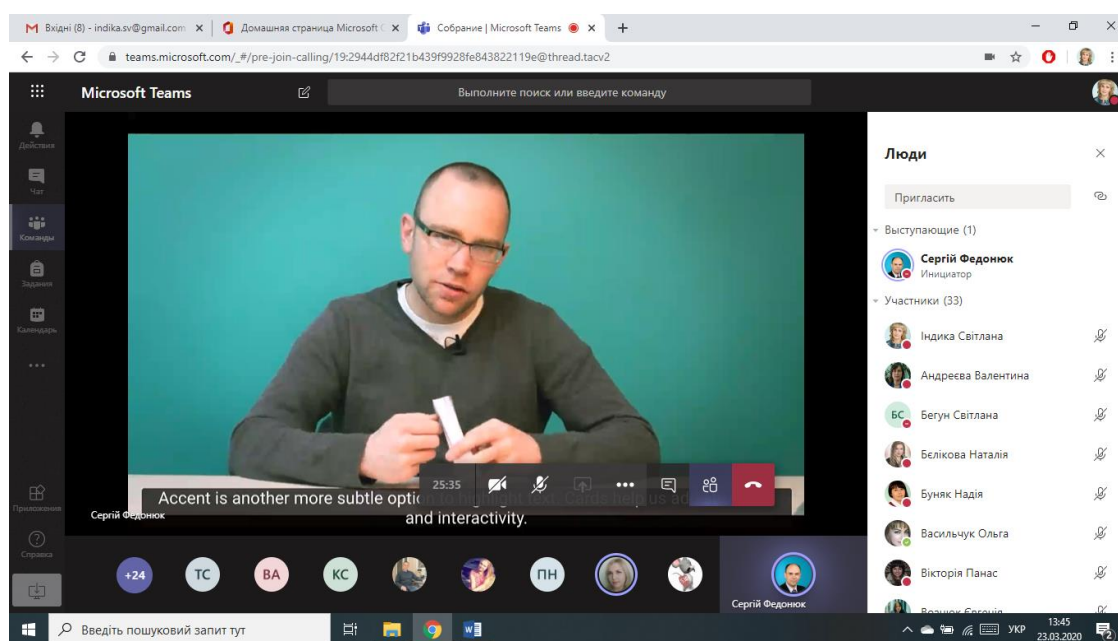 Вхідні (8) - indika.sv@gmail.com
Домашняя страница Microsoft
Собрание | Microsoft Teams
teams.microsoft.com/_#/pre-join-calling/19:2944df82f21b439f9928fe843822119e@thread.tacv2
Microsoft Teams
Выполните поиск или введите команду
Действия
Чат
Команды
Задания
Календарь
Приложения
Справка
25:35
Accent is another more subtle option to highlight text. Cards help us ad
and interactivity.
Сергій Федонюк
+24
ТС
ВА
КС
ПН
Сергій Федонюк
Люди
Пригласить
Выступающие (1)
Сергій Федонюк
Инициатор
Участники (33)
Індика Світлана
Андреєва Валентина
БС Бегун Світлана
Бєлікова Наталія
Буняк Надія
Васильчук Ольга
Вікторія Панас
Введіть пошуковий запит тут
УКР
13:45
23.03.2020
2